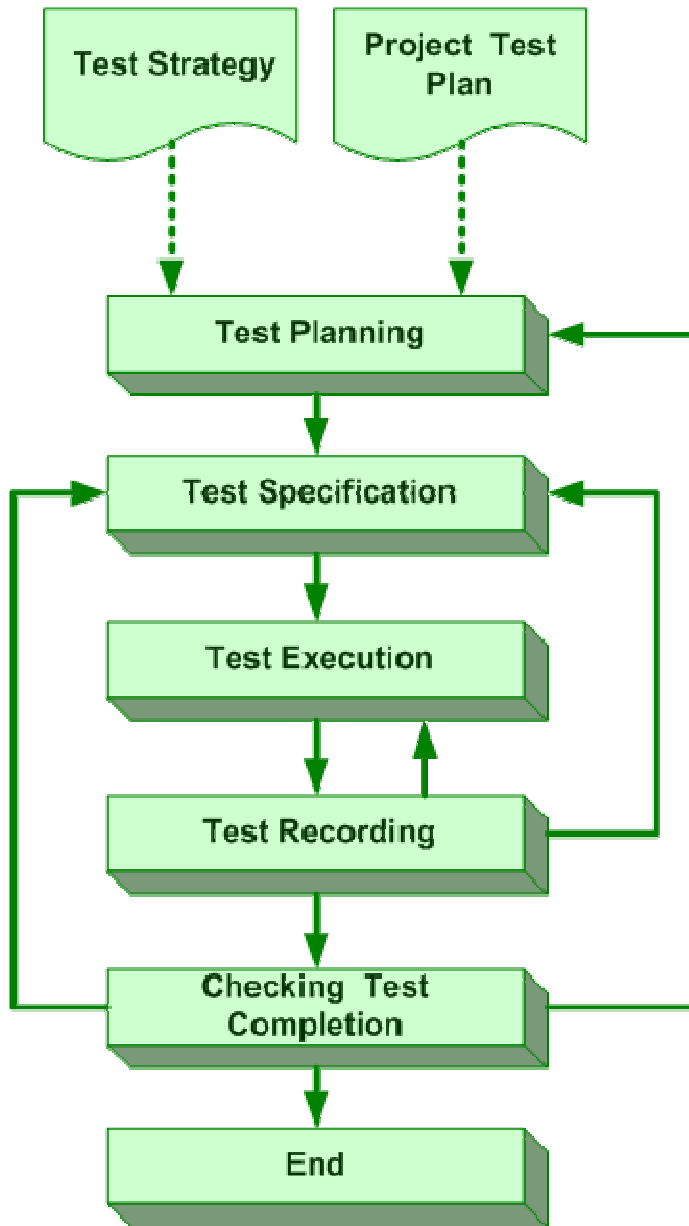 Test Strategy
Project Test
Plan
Test Planning
Test Specification
Test Execution
Test Recording
Checking Test
Completion
End